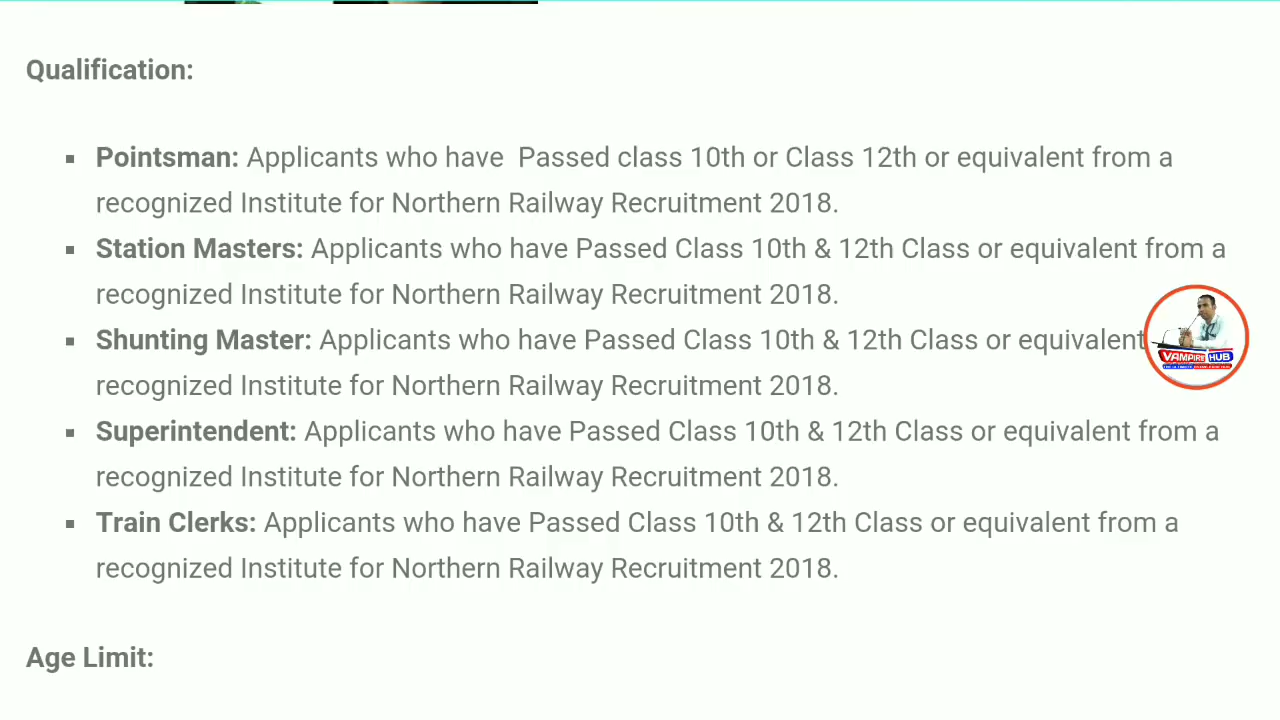 Qualification:
Pointsman: Applicants who have  Passed class 10th or Class 12th or equivalent from a
recognized Institute for Northern Railway Recruitment 2018.
Station Masters: Applicants who have Passed Class 10th & 12th Class or equivalent from a
recognized Institute for Northern Railway Recruitment 2018.
Shunting Master: Applicants who have Passed Class 10th & 12th Class or equivalent
recognized Institute for Northern Railway Recruitment 2018.
Superintendent: Applicants who have Passed Class 10th & 12th Class or equivalent from a
recognized Institute for Northern Railway Recruitment 2018.
Train Clerks: Applicants who have Passed Class 10th & 12th Class or equivalent from a
recognized Institute for Northern Railway Recruitment 2018.
Age Limit:
VAMPIRE HUB